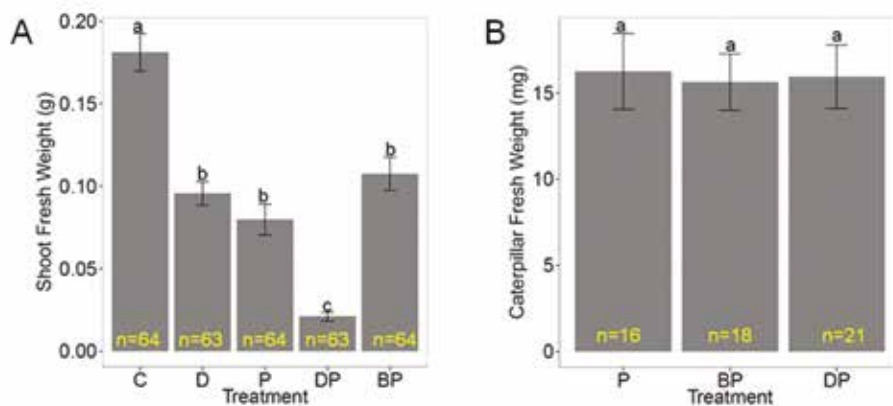 A
Shoot Fresh Weight (g)
0.20
0.15
0.10
0.05
0.00
a
b
b
c
b
n=64
n=63
n=64
n=63
n=64
C
D
P
DP
BP
Treatment
B
Caterpillar Fresh Weight (mg)
15
10
5
0
a
a
a
n=16
n=18
n=21
P
BP
DP
Treatment